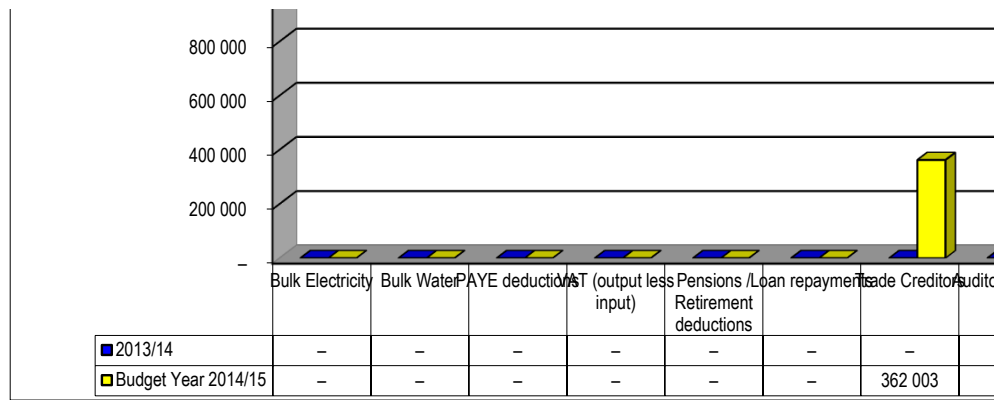 800 000
600 000
400 000
200 000
–
Bulk Electricity Bulk Water PAYE deductions VAT (output less input) Pensions / Retirement deductions Loan repayments Trade Creditors Audito
2013/14 – – – – – – –
Budget Year 2014/15 – – – – – – 362 003